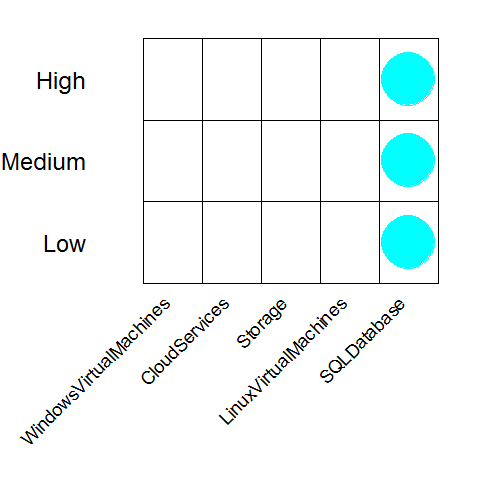 High
Medium
Low
WindowsVirtualMachines
CloudServices
Storage
LinuxVirtualMachines
SQLDatabase